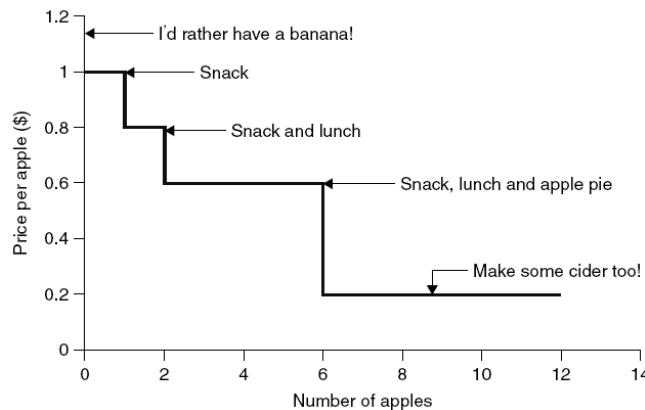 1.2
I'd rather have a banana!
1
Snack
0.8
Snack and lunch
0.6
Snack, lunch and apple pie
0.4
Make some cider too!
0.2
0
0 2 4 6 8 10 12 14
Price per apple ($)
Number of apples